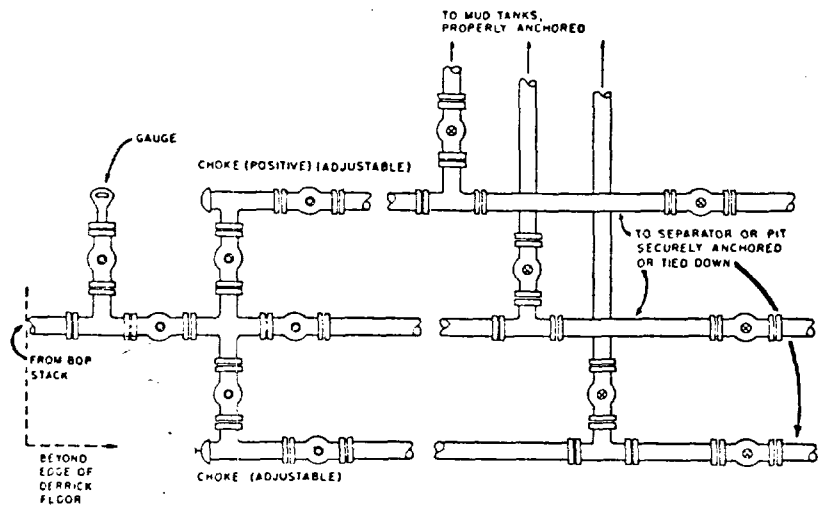 TO MUD TANKS,
PROPERLY ANCHORED
GAUGE
CHOKE (POSITIVE) (ADJUSTABLE)
TO SEPARATOR OR PIT
SECURELY ANCHORED
OR TIED DOWN
FROM BOP
STACK
BEYOND
EDGE OF
DERRICK
FLOOR
CHOKE (ADJUSTABLE)